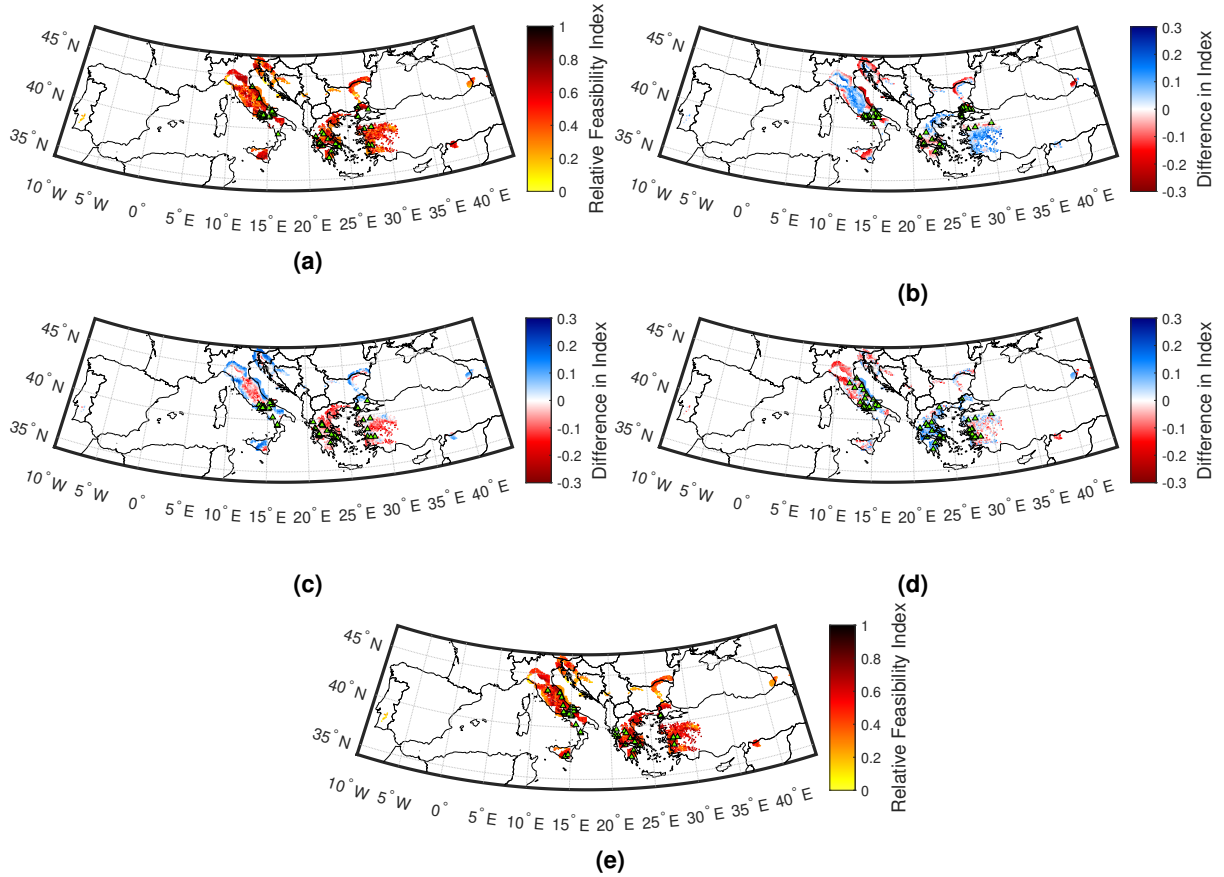 45°N
40°N
35°N
10°W
5°W
0°
5°E
10°E
15°E
20°E
25°E
30°E
35°E
40°E
1
0.8
0.6
0.4
0.2
0
Relative Feasibility Index
(a)
45°N
40°N
35°N
10°W
5°W
0°
5°E
10°E
15°E
20°E
25°E
30°E
35°E
40°E
0.3
0.2
0.1
0
-0.1
-0.2
-0.3
Difference in Index
(b)
45°N
40°N
35°N
10°W
5°W
0°
5°E
10°E
15°E
20°E
25°E
30°E
35°E
40°E
0.3
0.2
0.1
0
-0.1
-0.2
-0.3
Difference in Index
(c)
45°N
40°N
35°N
10°W
5°W
0°
5°E
10°E
15°E
20°E
25°E
30°E
35°E
40°E
0.3
0.2
0.1
0
-0.1
-0.2
-0.3
Difference in Index
(d)
45°N
40°N
35°N
10°W
5°W
0°
5°E
10°E
15°E
20°E
25°E
30°E
35°E
40°E
1
0.8
0.6
0.4
0.2
0
Relative Feasibility Index
(e)